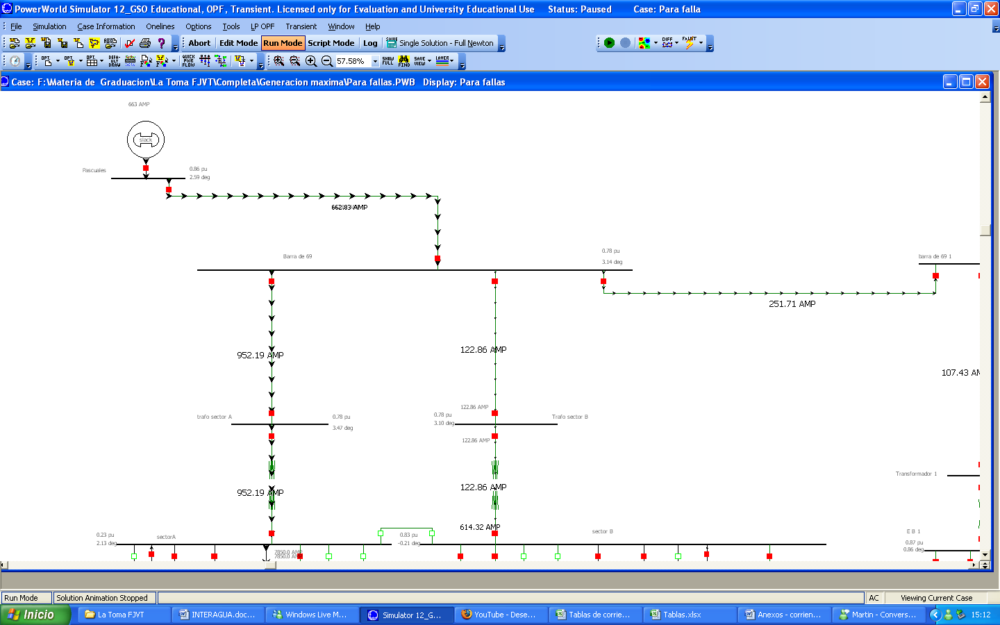 PowerWorld Simulator 12_GSO Educational, OPF, Transient. Licensed only for Evaluation and University Educational Use Status: Paused Case: Para falla
File Simulation Case Information Onelines Options Tools LP OPF Transient Window Help
Abort Edit Mode Run Mode Script Mode Log Single Solution - Full Newton
57.58%
Case: F:\Materia de Graduacion\La Toma FJVT\Completa\Generacion maxima\Para fallas.PWB Display: Para fallas
663 AMP
slack
Pascuales
0.86 pu
2.59 deg
662.83 AMP
Barra de 69
0.78 pu
3.14 deg
barra de 69 1
251.71 AMP
952.19 AMP
122.86 AMP
107.43 AM
122.86 AMP
trafo sector A
0.78 pu
3.47 deg
0.78 pu
3.10 deg
Trafo sector B
122.86 AMP
Transformador 1
952.19 AMP
122.86 AMP
614.32 AMP
0.23 pu
2.13 deg
sectorA
0.83 pu
-0.21 deg
sector B
E B 1
0.87 pu
0.86 deg
7850.0 AMP
7850.0 AMP
Run Mode Solution Animation Stopped AC Viewing Current Case
Inicio La Toma FJVT INTERAGUA.doc... Windows Live M... Simulator 12_G... YouTube - Dese... Tablas de corrie... Tablas.xlsx Anexos - corrien... Martin - Convers... 15:12